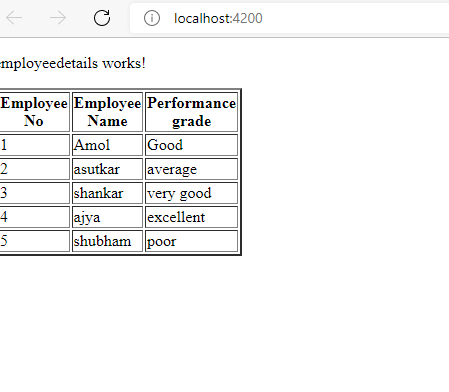 localhost:4200
employeedetails works!
Employee No Employee Name Performance grade
1 Amol Good
2 asutkar average
3 shankar very good
4 ajya excellent
5 shubham poor